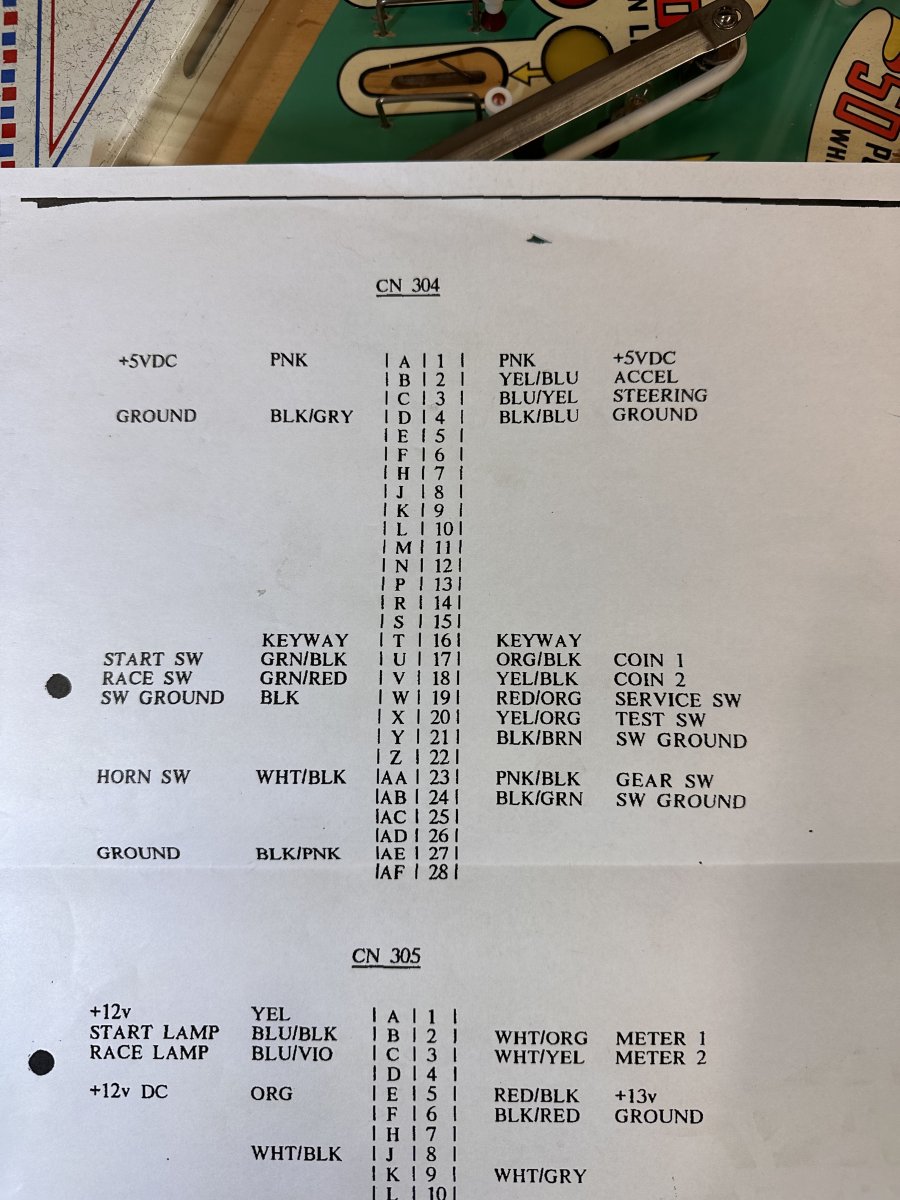 N L
50
WH
CN 304
+5VDC PNK | A | 1 | PNK +5VDC
| B | 2 | YEL/BLU ACCEL
| C | 3 | BLU/YEL STEERING
GROUND BLK/GRY | D | 4 | BLK/BLU GROUND
| E | 5 |
| F | 6 |
| H | 7 |
| J | 8 |
| K | 9 |
| L | 10 |
| M | 11 |
| N | 12 |
| P | 13 |
| R | 14 |
| S | 15 |
KEYWAY | T | 16 | KEYWAY
START SW GRN/BLK | U | 17 | ORG/BLK COIN 1
RACE SW GRN/RED | V | 18 | YEL/BLK COIN 2
SW GROUND BLK | W | 19 | RED/ORG SERVICE SW
| X | 20 | YEL/ORG TEST SW
| Y | 21 | BLK/BRN SW GROUND
| Z | 22 |
HORN SW WHT/BLK |AA | 23 | PNK/BLK GEAR SW
|AB | 24 | BLK/GRN SW GROUND
|AC | 25 |
|AD | 26 |
GROUND BLK/PNK |AE | 27 |
|AF | 28 |
CN 305
+12v YEL | A | 1 |
START LAMP BLU/BLK | B | 2 | WHT/ORG METER 1
RACE LAMP BLU/VIO | C | 3 | WHT/YEL METER 2
| D | 4 |
+12v DC ORG | E | 5 | RED/BLK +13v
| F | 6 | BLK/RED GROUND
| H | 7 |
WHT/BLK | J | 8 |
| K | 9 | WHT/GRY
| L | 10 |